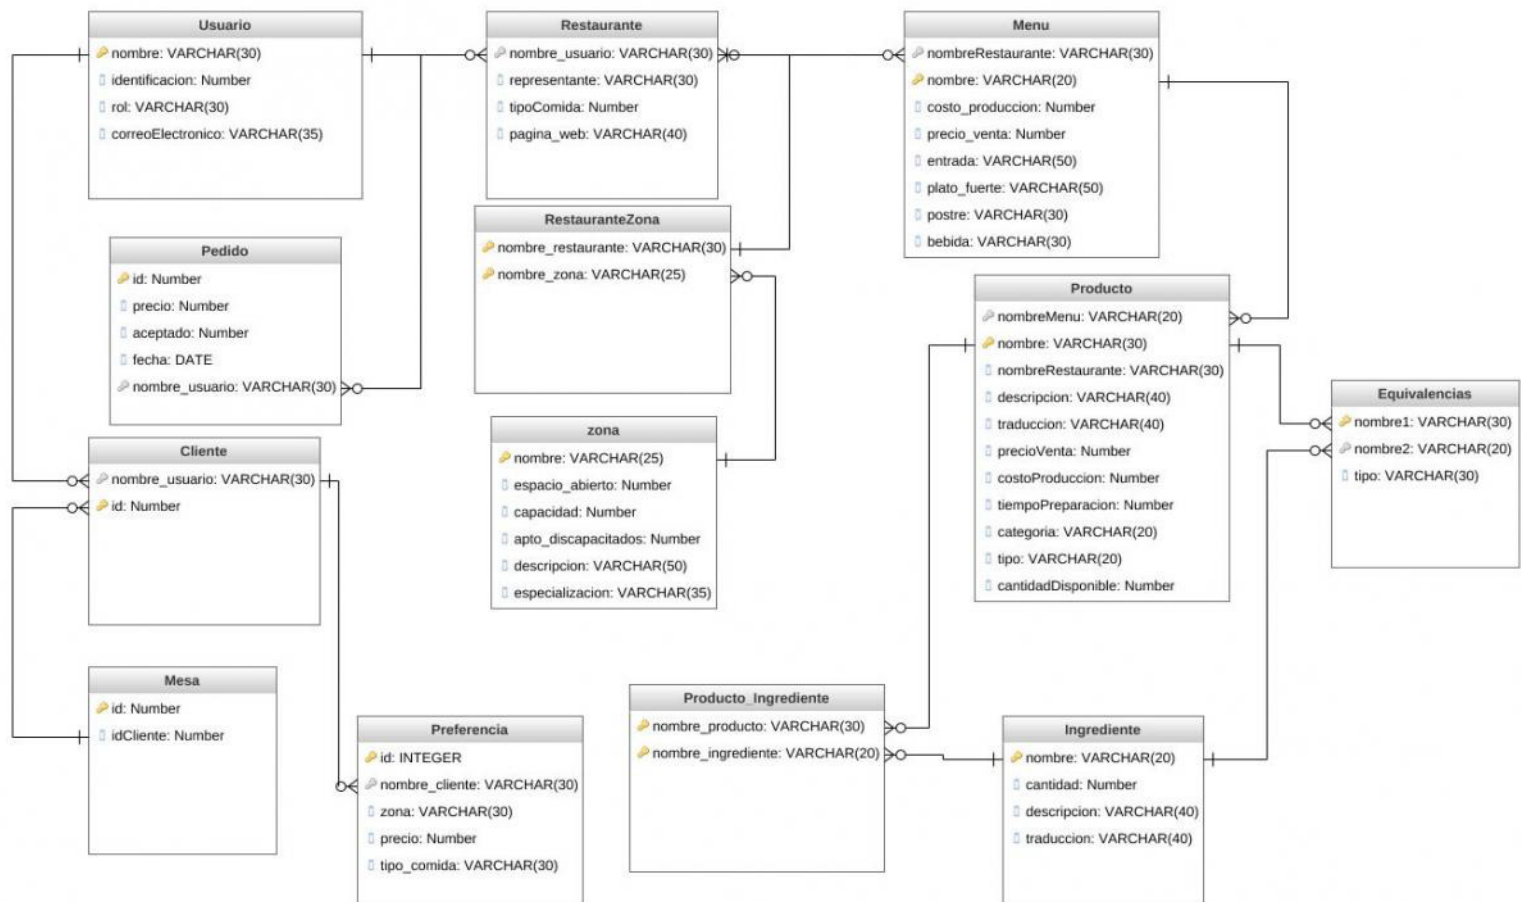 Usuario
nombre: VARCHAR(30)
identificacion: Number
rol: VARCHAR(30)
correoElectronico: VARCHAR(35)
Restaurante
nombre_usuario: VARCHAR(30)
representante: VARCHAR(30)
tipoComida: Number
pagina_web: VARCHAR(40)
Menu
nombreRestaurante: VARCHAR(30)
nombre: VARCHAR(20)
costo_produccion: Number
precio_venta: Number
entrada: VARCHAR(50)
plato_fuerte: VARCHAR(50)
postre: VARCHAR(30)
bebida: VARCHAR(30)
RestauranteZona
nombre_restaurante: VARCHAR(30)
nombre_zona: VARCHAR(25)
Pedido
id: Number
precio: Number
aceptado: Number
fecha: DATE
nombre_usuario: VARCHAR(30)
Producto
nombreMenu: VARCHAR(20)
nombre: VARCHAR(30)
nombreRestaurante: VARCHAR(30)
descripcion: VARCHAR(40)
traduccion: VARCHAR(40)
precioVenta: Number
costoProduccion: Number
tiempoPreparacion: Number
categoria: VARCHAR(20)
tipo: VARCHAR(20)
cantidadDisponible: Number
Equivalencias
nombre1: VARCHAR(30)
nombre2: VARCHAR(20)
tipo: VARCHAR(30)
zona
nombre: VARCHAR(25)
espacio_abierto: Number
capacidad: Number
apto_discapacitados: Number
descripcion: VARCHAR(50)
especializacion: VARCHAR(35)
Cliente
nombre_usuario: VARCHAR(30)
id: Number
Mesa
id: Number
idCliente: Number
Preferencia
id: INTEGER
nombre_cliente: VARCHAR(30)
zona: VARCHAR(30)
precio: Number
tipo_comida: VARCHAR(30)
Producto_Ingrediente
nombre_producto: VARCHAR(30)
nombre_ingrediente: VARCHAR(20)
Ingrediente
nombre: VARCHAR(20)
cantidad: Number
descripcion: VARCHAR(40)
traduccion: VARCHAR(40)